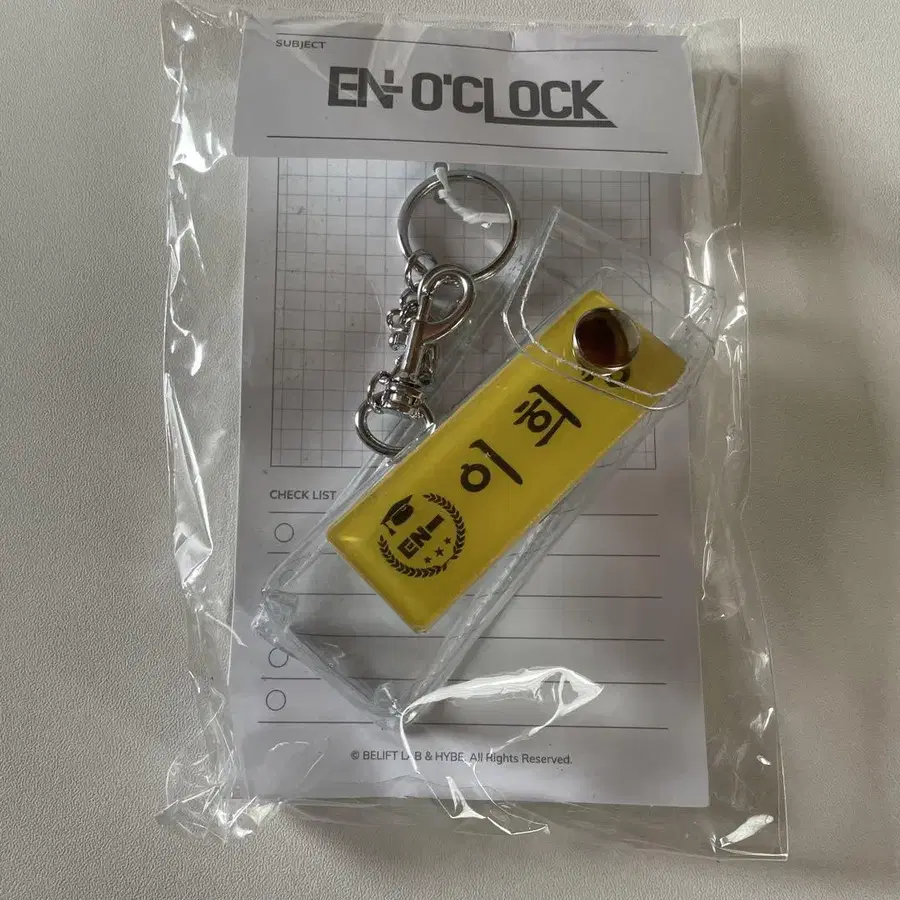 SUBJECT
EN- O'CLOCK
이희
EN-
CHECK LIST
© BELIFT LAB & HYBE. All Rights Reserved.